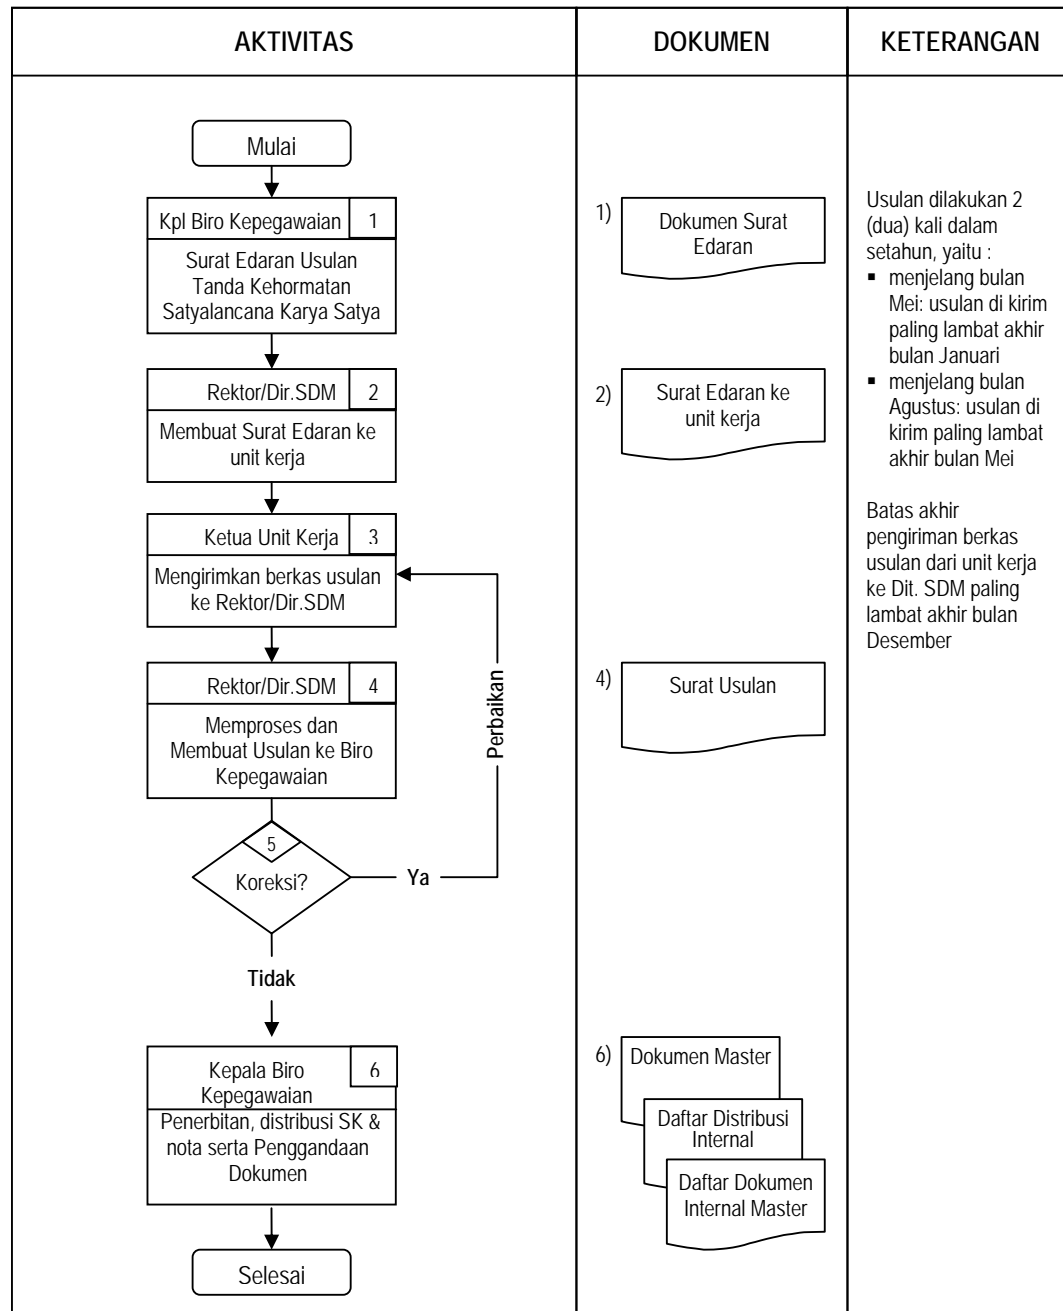 AKTIVITAS
DOKUMEN
KETERANGAN
Mulai
Kpl Biro Kepegawaian
1
Surat Edaran Usulan
Tanda Kehormatan
Satyalancana Karya Satya
Rektor/Dir.SDM
2
Membuat Surat Edaran ke
unit kerja
Ketua Unit Kerja
3
Mengirimkan berkas usulan
ke Rektor/Dir.SDM
Rektor/Dir.SDM
4
Memproses dan
Membuat Usulan ke Biro
Kepegawaian
Perbaikan
5
Koreksi?
Ya
Tidak
Kepala Biro
Kepegawaian
6
Penerbitan, distribusi SK &
nota serta Penggandaan
Dokumen
Selesai
1)
Dokumen Surat
Edaran
2)
Surat Edaran ke
unit kerja
4)
Surat Usulan
6)
Dokumen Master
Daftar Distribusi
Internal
Daftar Dokumen
Internal Master
Usulan dilakukan 2
(dua) kali dalam
setahun, yaitu :
▪ menjelang bulan
Mei: usulan di kirim
paling lambat akhir
bulan Januari
▪ menjelang bulan
Agustus: usulan di
kirim paling lambat
akhir bulan Mei
Batas akhir
pengiriman berkas
usulan dari unit kerja
ke Dit. SDM paling
lambat akhir bulan
Desember